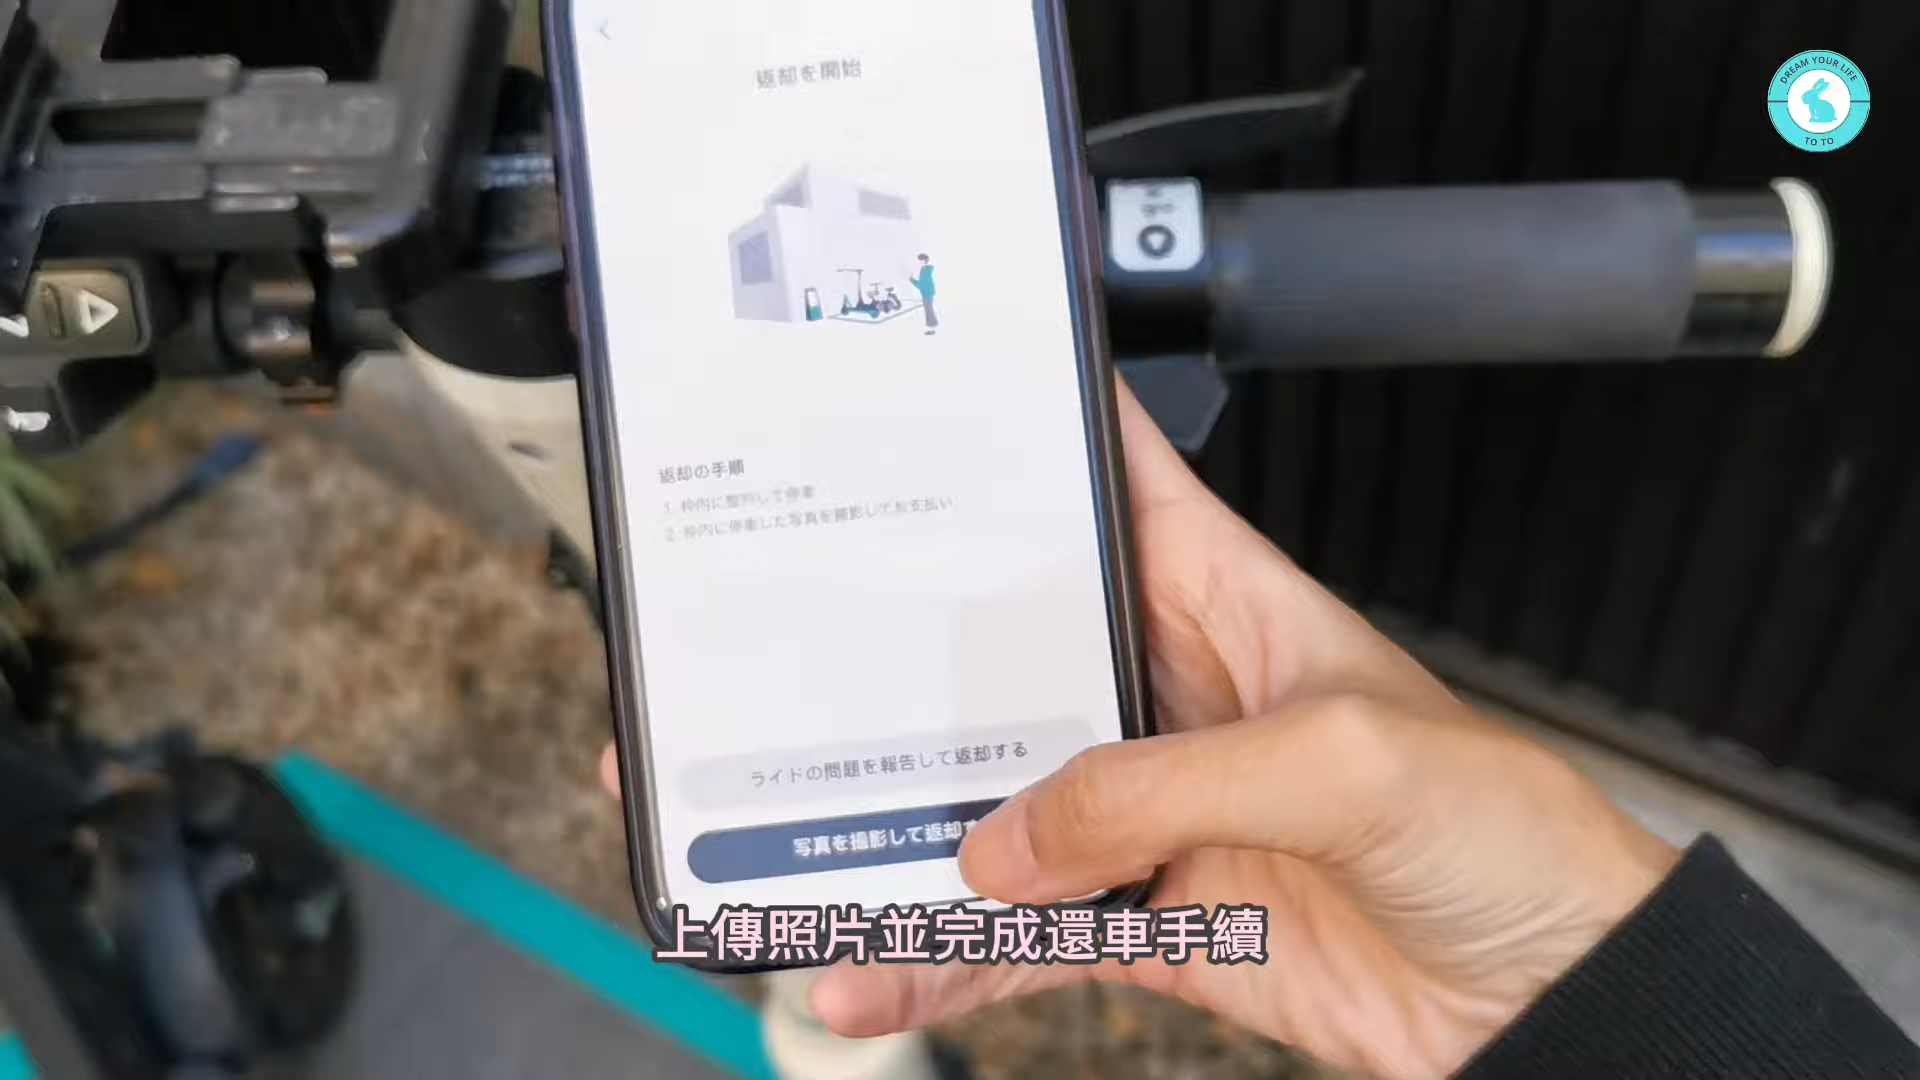 DREAM YOUR LIFE
TO TO
返却を開始
返却の手順
1. 枠内に整列して停車
2. 枠内に停車した写真を撮影してお支払い
ライドの問題を報告して返却する
写真を撮影して返却す
上傳照片並完成還車手續